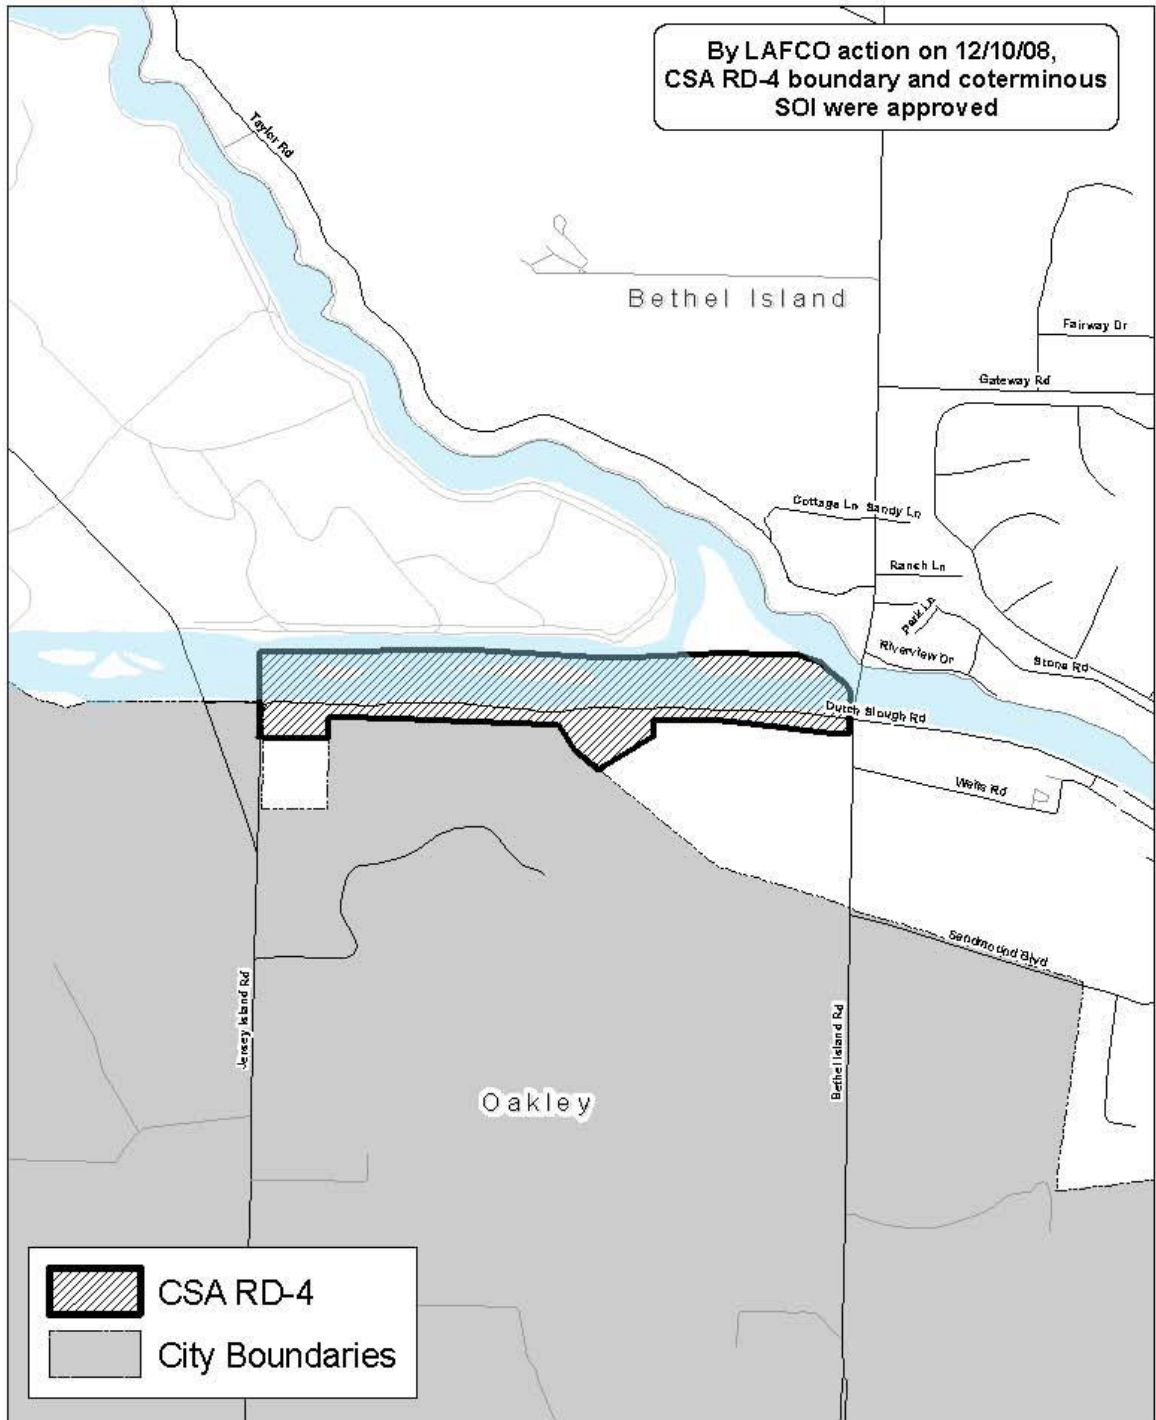 By LAFCO action on 12/10/08,
CSA RD-4 boundary and coterminous
SOI were approved
Taylor Rd
Bethel Island
Fairway Dr
Gateway Rd
Cottage Ln
Sandy Ln
Ranch Ln
Park Ln
Riverview Dr
Stone Rd
Dutch Slough Rd
Wells Rd
Sandmound Blvd
Jersey Island Rd
Bethel Island Rd
Oakley
CSA RD-4
City Boundaries